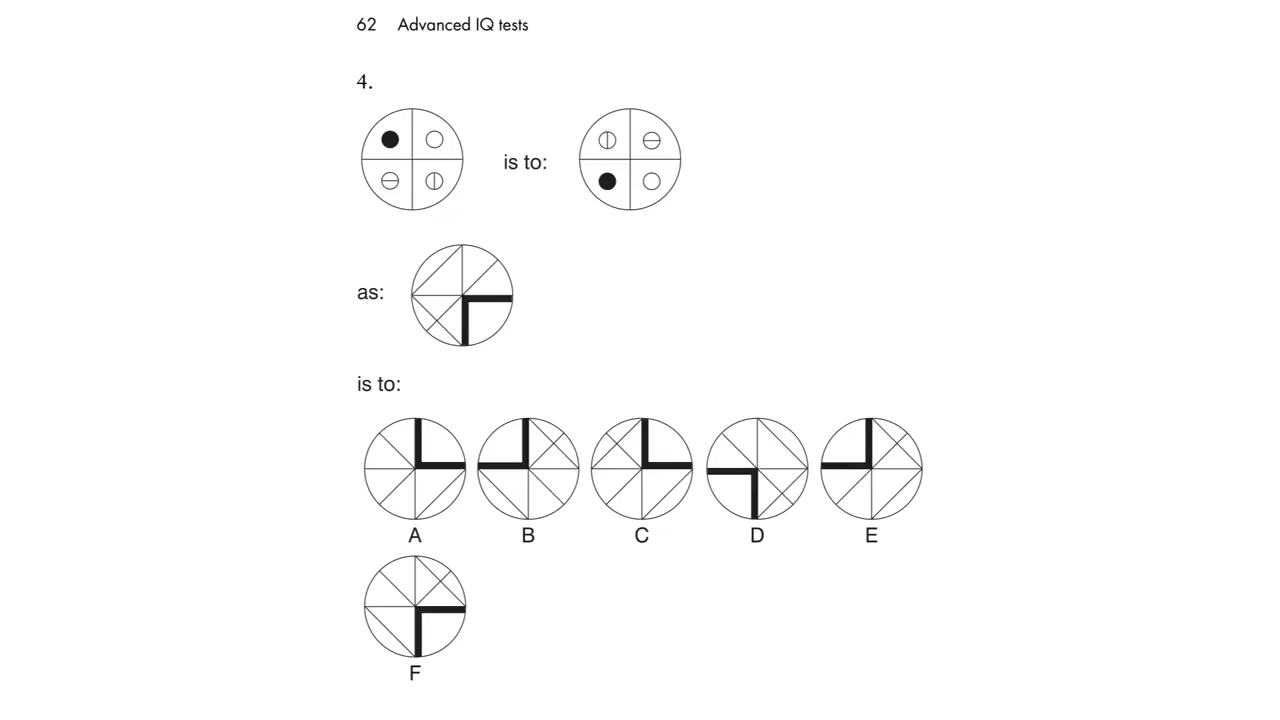 62 Advanced IQ tests
4.
is to:
as:
is to:
A B C D E
F